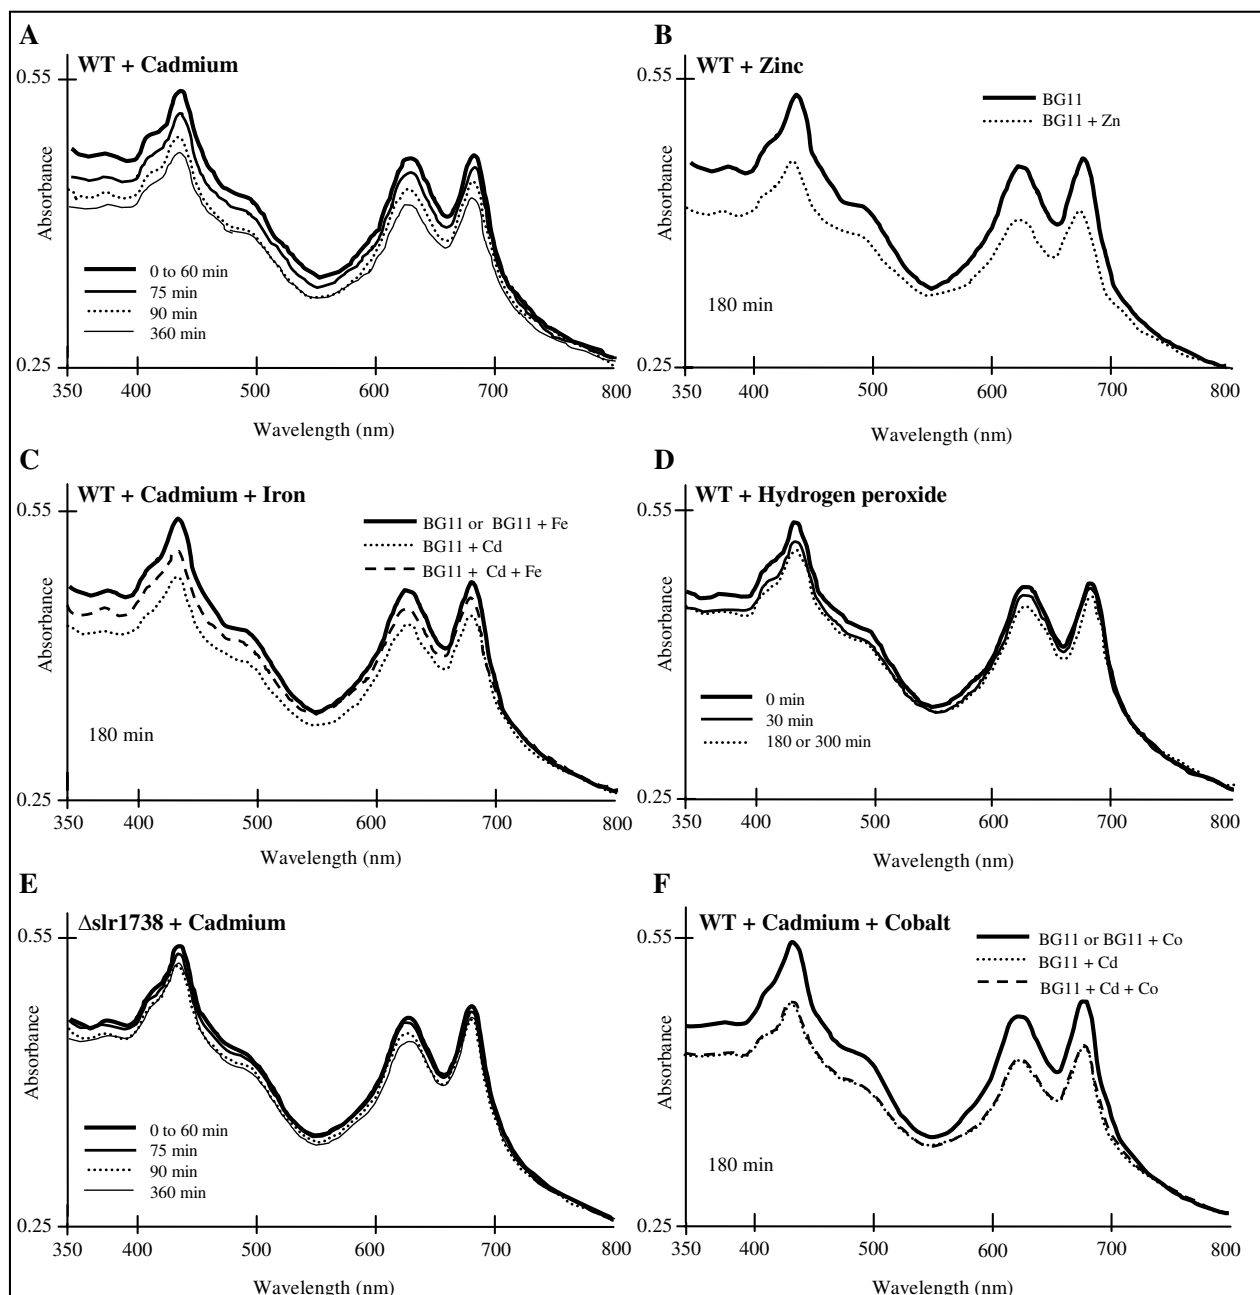 A
WT + Cadmium
0.55
Absorbance
0 to 60 min
75 min
90 min
360 min
0.25
350 400 500 600 700 800
Wavelength (nm)
B
WT + Zinc
0.55
BG11
BG11 + Zn
Absorbance
180 min
0.25
350 400 500 600 700 800
Wavelength (nm)
C
WT + Cadmium + Iron
0.55
BG11 or BG11 + Fe
BG11 + Cd
BG11 + Cd + Fe
Absorbance
180 min
0.25
350 400 500 600 700 800
Wavelength (nm)
D
WT + Hydrogen peroxide
0.55
Absorbance
0 min
30 min
180 or 300 min
0.25
350 400 500 600 700 800
Wavelength (nm)
E
Δslr1738 + Cadmium
0.55
Absorbance
0 to 60 min
75 min
90 min
360 min
0.25
350 400 500 600 700 800
Wavelength (nm)
F
WT + Cadmium + Cobalt
0.55
BG11 or BG11 + Co
BG11 + Cd
BG11 + Cd + Co
Absorbance
180 min
0.25
350 400 500 600 700 800
Wavelength (nm)